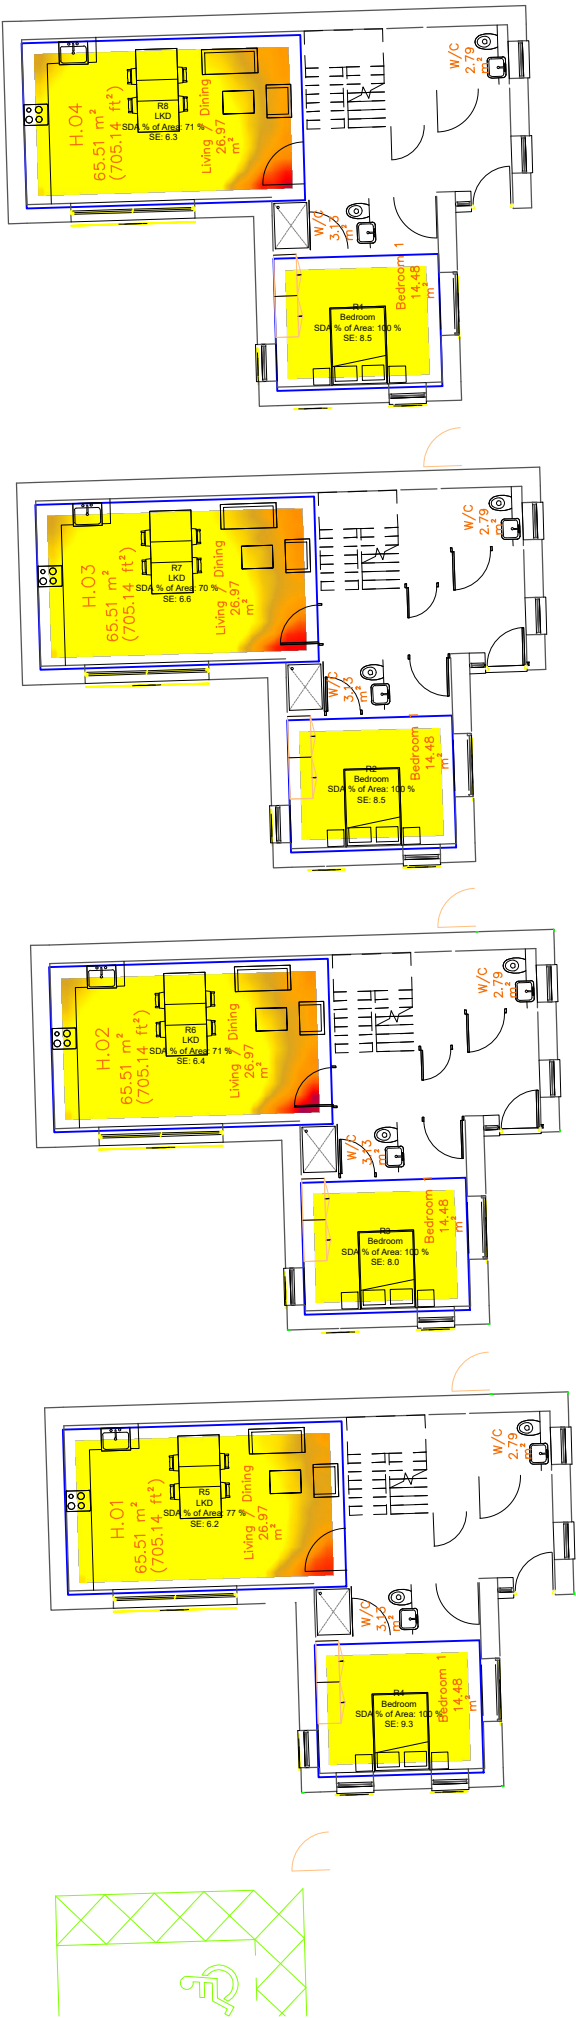 H.04
65.51 m²
(705.14 ft²)
R8
LKD
SDA % of Area: 71 %
SE: 6.3
Living / Dining
26.97
m²
W/C
2.79
m²
W/C
3.13
m²
Bedroom 1
14.48
m²
R1
Bedroom
SDA % of Area: 100 %
SE: 8.5
H.03
65.51 m²
(705.14 ft²)
R7
LKD
SDA % of Area: 70 %
SE: 6.6
Living / Dining
26.97
m²
W/C
2.79
m²
W/C
3.13
m²
Bedroom 1
14.48
m²
R2
Bedroom
SDA % of Area: 100 %
SE: 8.5
H.02
65.51 m²
(705.14 ft²)
R6
LKD
SDA % of Area: 71 %
SE: 6.4
Living / Dining
26.97
m²
W/C
2.79
m²
W/C
3.13
m²
Bedroom 1
14.48
m²
R3
Bedroom
SDA % of Area: 100 %
SE: 8.0
H.01
65.51 m²
(705.14 ft²)
R5
LKD
SDA % of Area: 77 %
SE: 6.2
Living / Dining
26.97
m²
W/C
2.79
m²
W/C
3.13
m²
Bedroom 1
14.48
m²
R4
Bedroom
SDA % of Area: 100 %
SE: 9.3